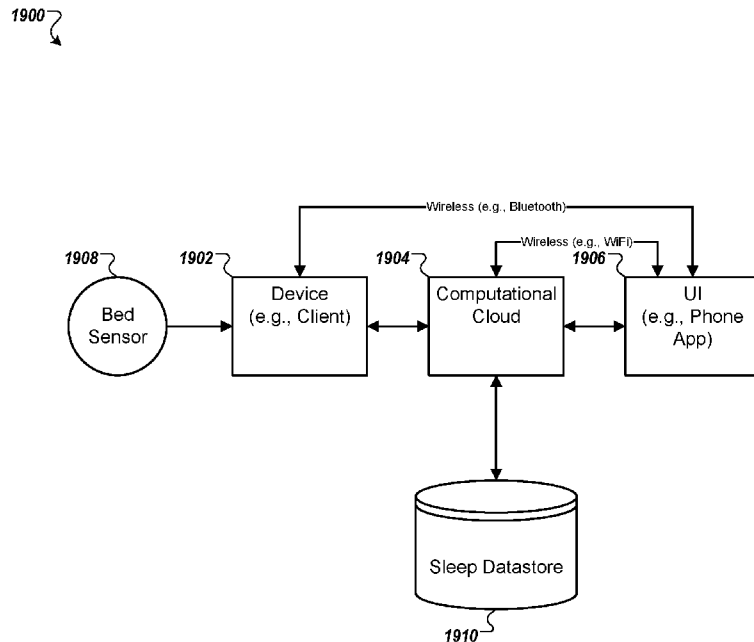 1900
Wireless (e.g., Bluetooth)
Wireless (e.g., WiFi)
1908
1902
1904
1906
Bed
Sensor
Device
(e.g., Client)
Computational
Cloud
UI
(e.g., Phone
App)
Sleep Datastore
1910